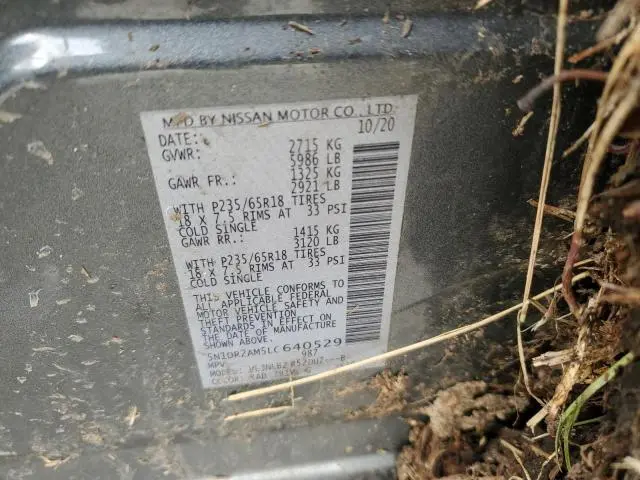 MFD BY NISSAN MOTOR CO., LTD.
DATE: 10/20
GVWR: 2715 KG
5986 LB
GAWR FR.: 1325 KG
2921 LB
WITH P235/65R18 TIRES
18 X 7.5 RIMS AT 33 PSI
COLD SINGLE
GAWR RR.: 1415 KG
3120 LB
WITH P235/65R18 TIRES
18 X 7.5 RIMS AT 33 PSI
COLD SINGLE
THIS VEHICLE CONFORMS TO
ALL APPLICABLE FEDERAL
MOTOR VEHICLE SAFETY AND
THEFT PREVENTION
STANDARDS IN EFFECT ON
THE DATE OF MANUFACTURE
SHOWN ABOVE.
5N1DR2AM5LC640529
MPV 987
MODEL:
COLOR: KAD